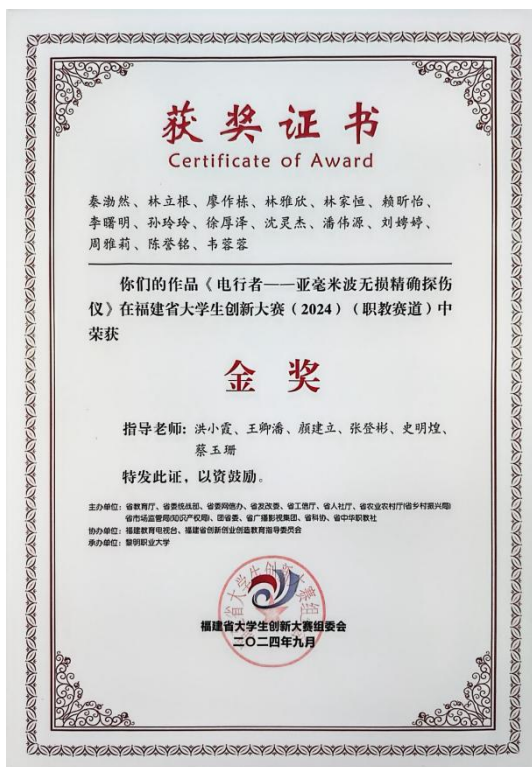 获奖证书
Certificate of Award
秦渤然、林立根、廖作栋、林雅欣、林家恒、赖昕怡、
李曙明、孙玲玲、徐厚泽、沈灵杰、潘伟源、刘娉婷、
周雅莉、陈誉铭、韦蓉蓉
你们的作品《电行者——亚毫米波无损精确探伤
仪》在福建省大学生创新大赛（2024）（职教赛道）中
荣获
金奖
指导老师：洪小霞、王卿潘、颜建立、张登彬、史明煌、
蔡玉珊
特发此证，以资鼓励。
主办单位：省教育厅、省委统战部、省委网信办、省发改委、省工信厅、省人社厅、省农业农村厅(省乡村振兴局)
省市场监管局(知识产权局)、团省委、省广播影视集团、省科协、省中华职教社
协办单位：福建教育电视台、福建省创新创业创造教育指导委员会
承办单位：黎明职业大学
福建省大学生创新大赛组委会
二〇二四年九月